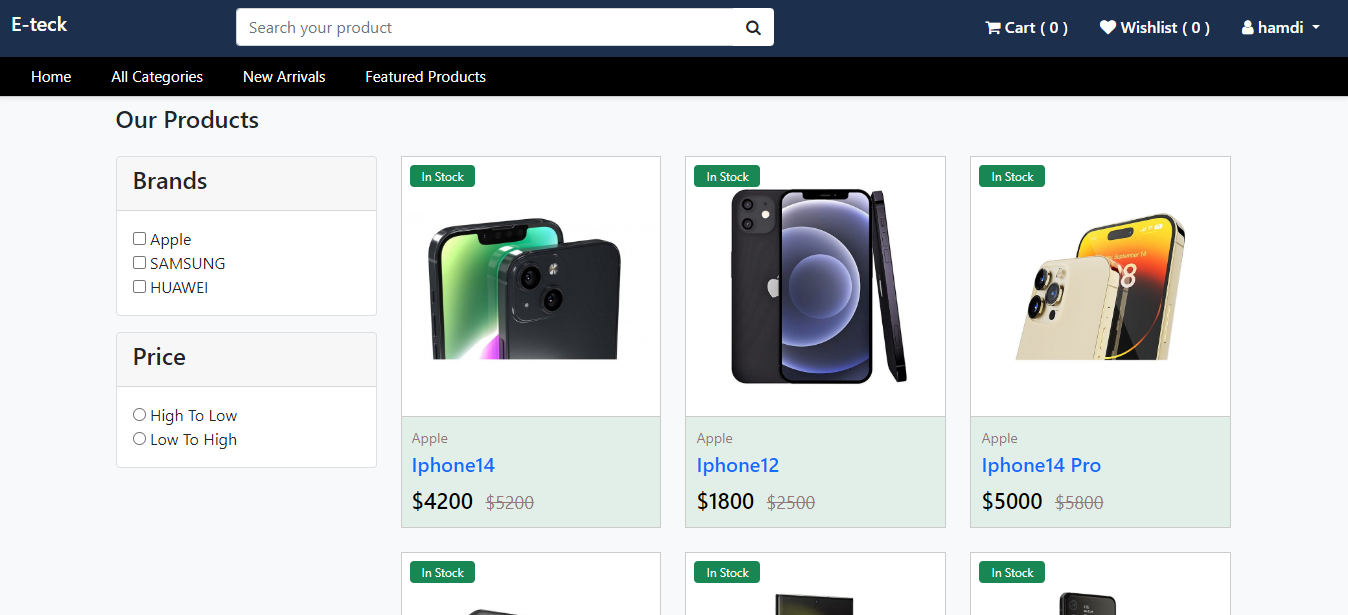 E-teck
Search your product
Cart ( 0 )
Wishlist ( 0 )
hamdi
Home
All Categories
New Arrivals
Featured Products
Our Products
Brands
Apple
SAMSUNG
HUAWEI
Price
High To Low
Low To High
In Stock
Apple
Iphone14
$4200 $5200
In Stock
Apple
Iphone12
$1800 $2500
In Stock
Apple
Iphone14 Pro
$5000 $5800
In Stock
In Stock
In Stock